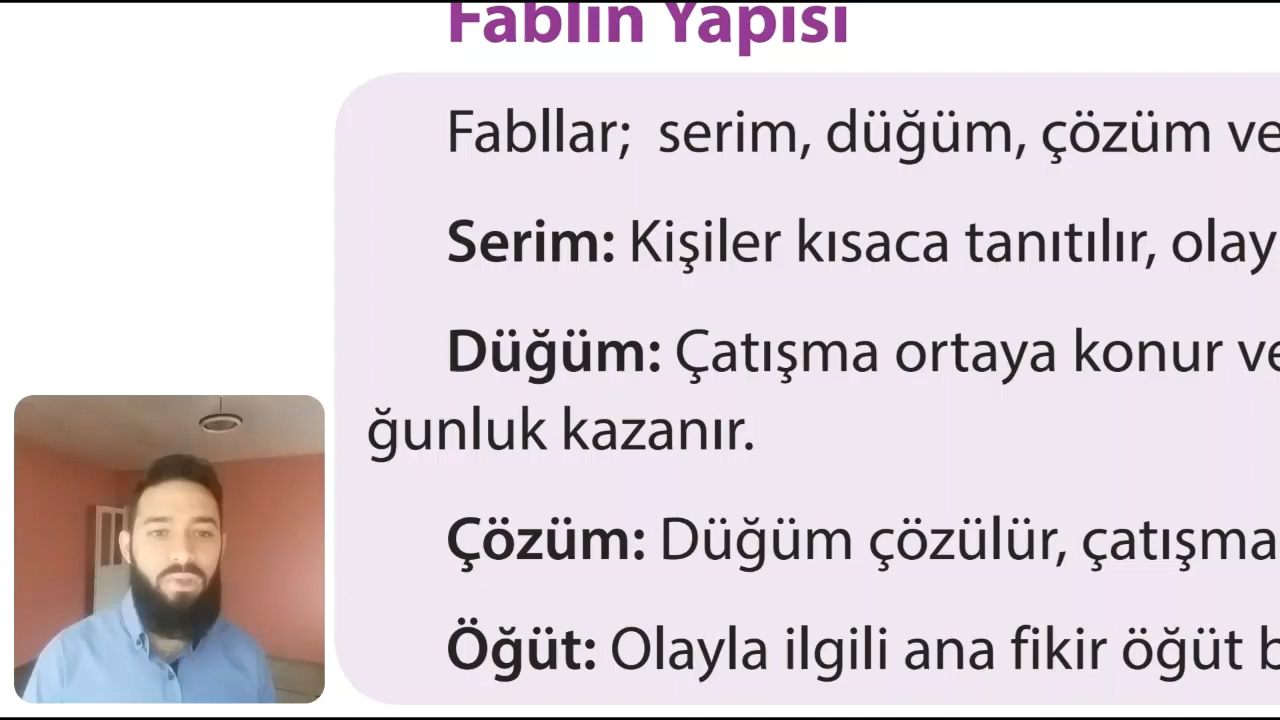 Fablın Yapısı
Fabllar; serim, düğüm, çözüm ve
Serim: Kişiler kısaca tanıtılır, olay
Düğüm: Çatışma ortaya konur ve
ğunluk kazanır.
Çözüm: Düğüm çözülür, çatışma
Öğüt: Olayla ilgili ana fikir öğüt